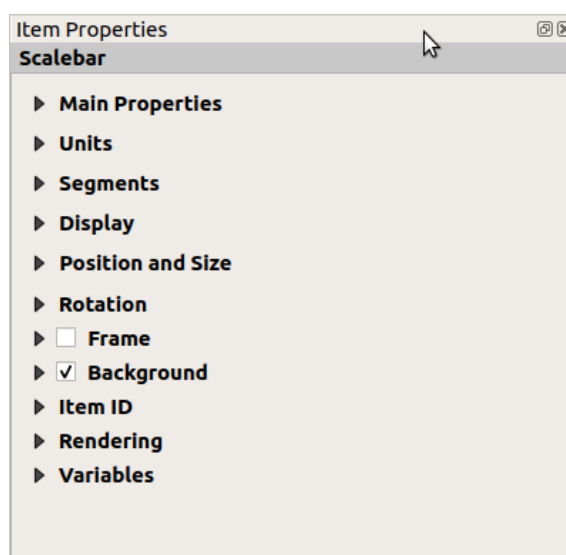 Item Properties
Scalebar
Main Properties
Units
Segments
Display
Position and Size
Rotation
Frame
Background
Item ID
Rendering
Variables